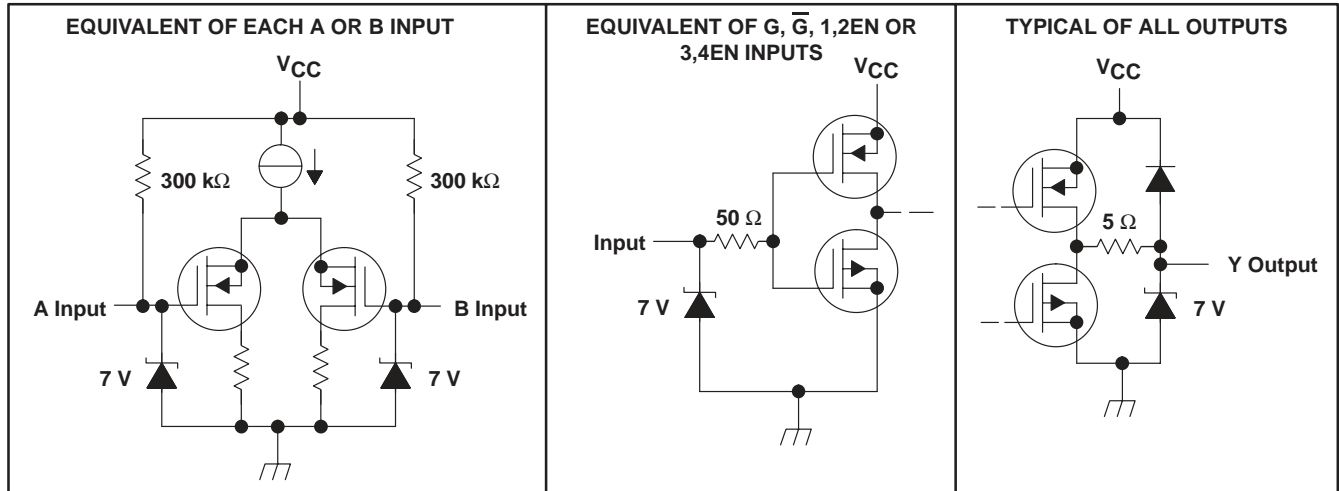 EQUIVALENT OF EACH A OR B INPUT
VCC
300 kΩ
300 kΩ
A Input
B Input
7 V
7 V
EQUIVALENT OF G, G̅, 1,2EN OR
3,4EN INPUTS
VCC
50 Ω
Input
7 V
TYPICAL OF ALL OUTPUTS
VCC
5 Ω
Y Output
7 V